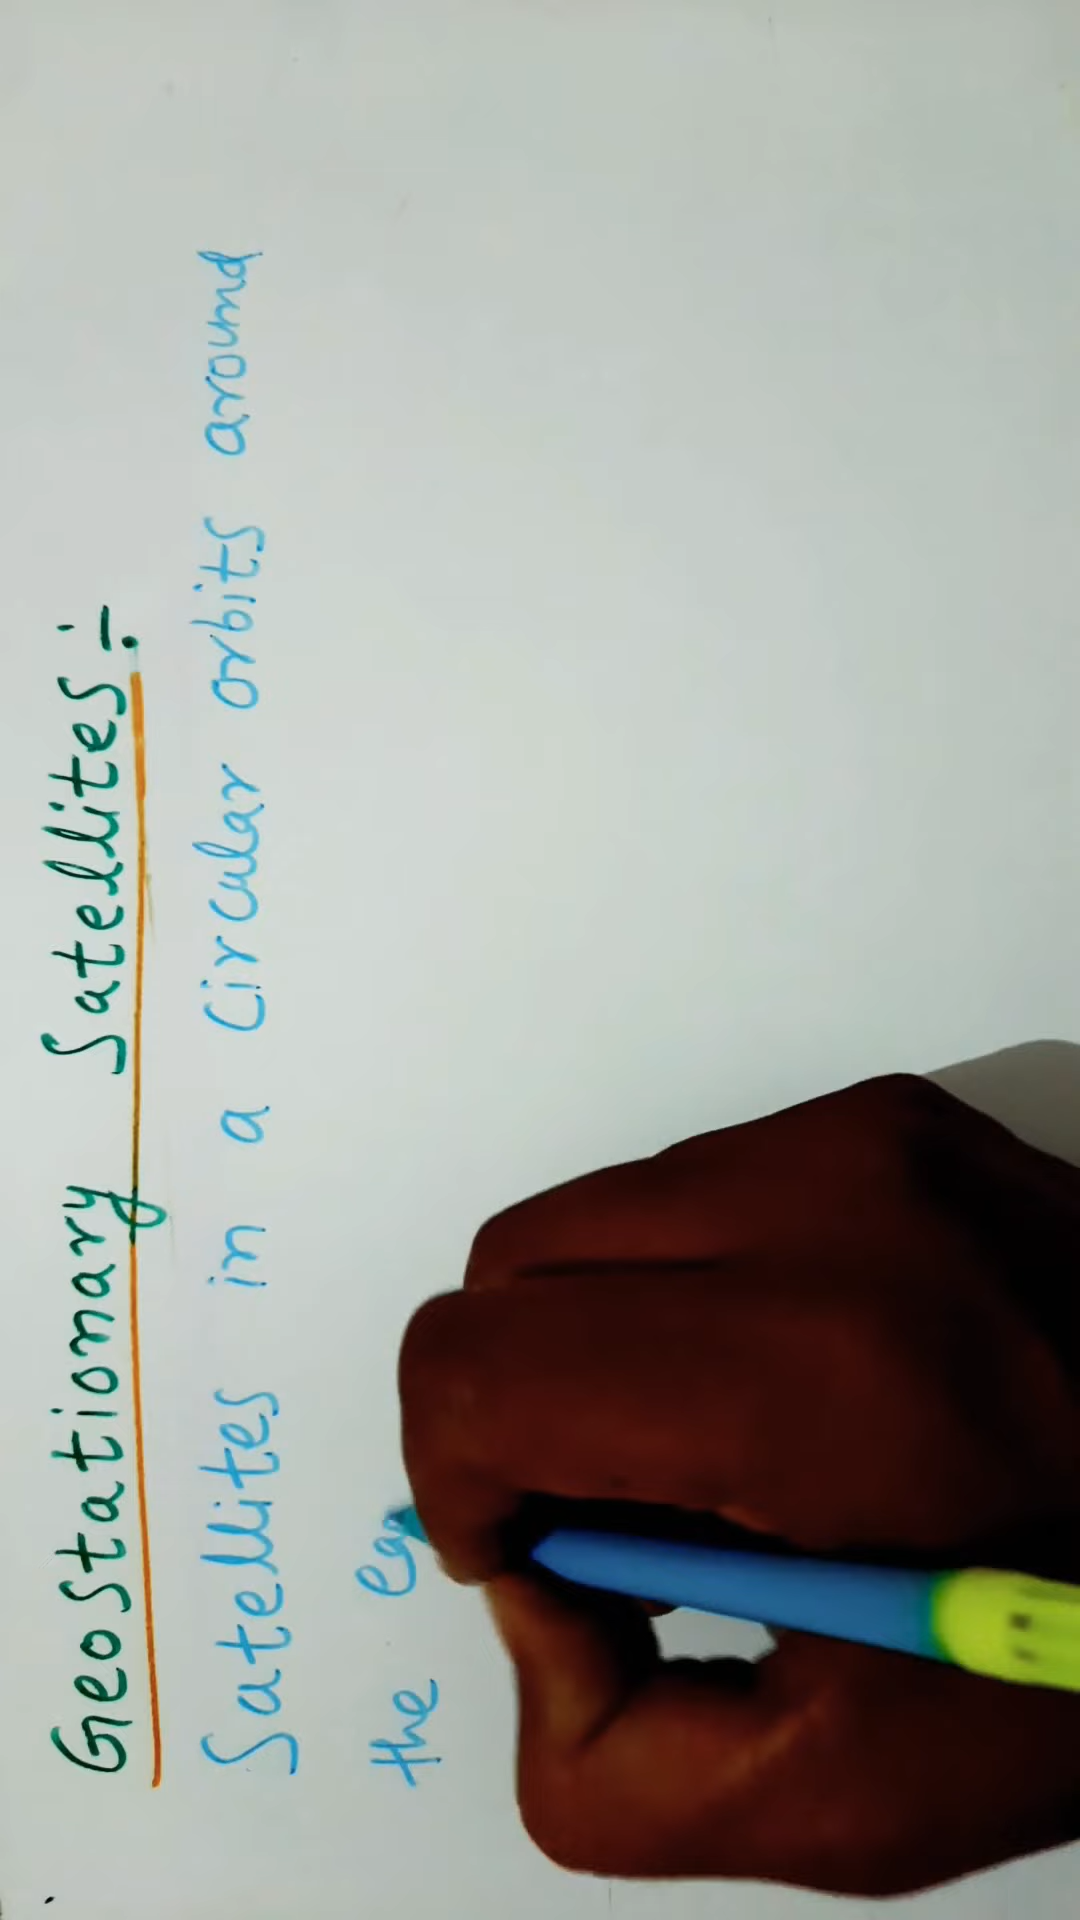 Geostationary Satellites:-
Satellites in a Circular orbits around
the